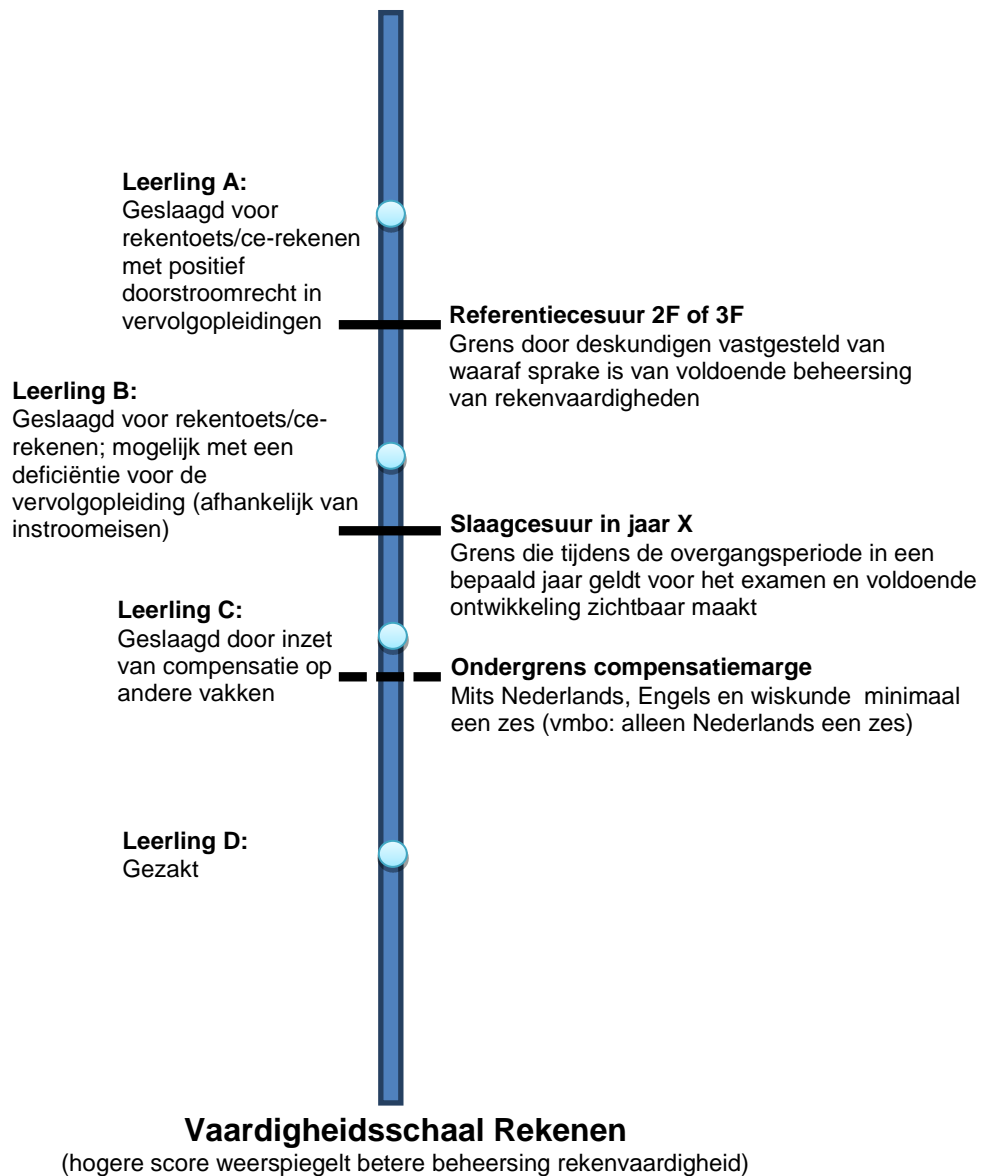 Leerling A:
Geslaagd voor
rekentoets/ce-rekenen
met positief
doorstroomrecht in
vervolgopleidingen
Referentiecesuur 2F of 3F
Grens door deskundigen vastgesteld van
waaraf sprake is van voldoende beheersing
van rekenvaardigheden
Leerling B:
Geslaagd voor rekentoets/ce-
rekenen; mogelijk met een
deficiëntie voor de
vervolgopleiding (afhankelijk van
instroomeisen)
Slaagcesuur in jaar X
Grens die tijdens de overgangsperiode in een
bepaald jaar geldt voor het examen en voldoende
ontwikkeling zichtbaar maakt
Leerling C:
Geslaagd door inzet
van compensatie op
andere vakken
Ondergrens compensatiemarge
Mits Nederlands, Engels en wiskunde  minimaal
een zes (vmbo: alleen Nederlands een zes)
Leerling D:
Gezakt
Vaardigheidsschaal Rekenen
(hogere score weerspiegelt betere beheersing rekenvaardigheid)